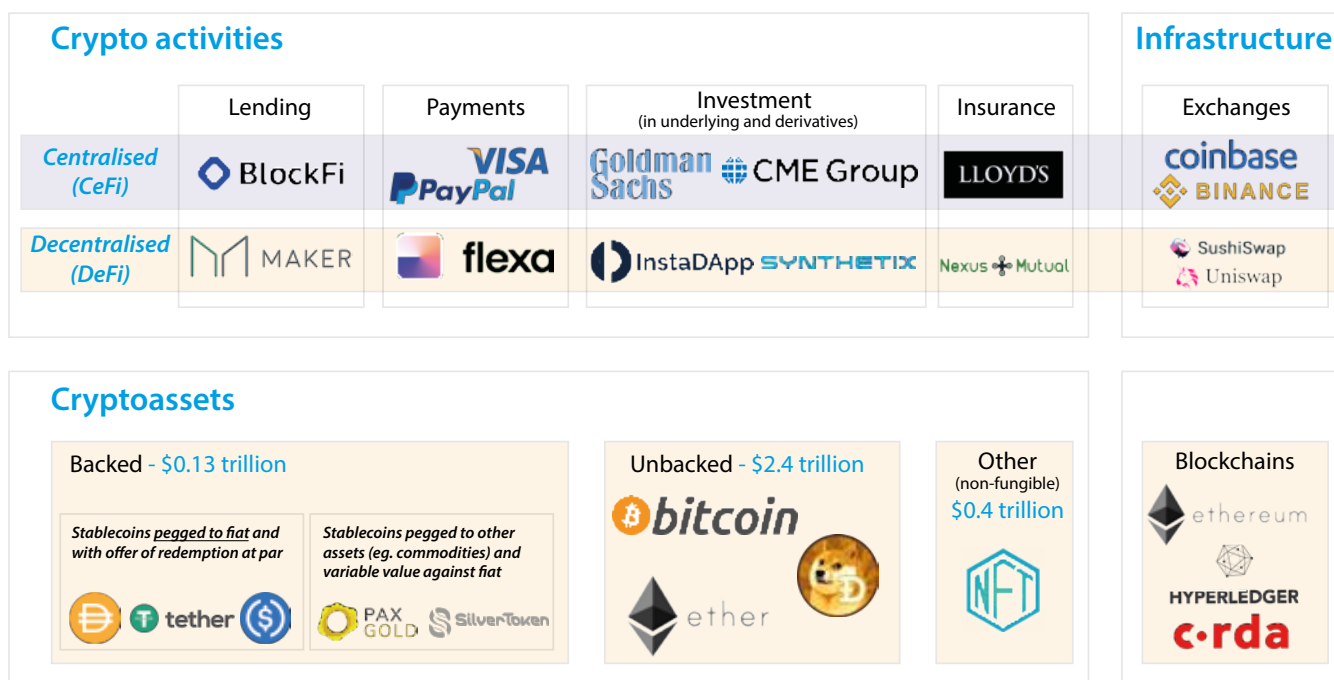 Crypto activities
Infrastructure
Lending
Payments
Investment
(in underlying and derivatives)
Insurance
Exchanges
Centralised
(CeFi)
BlockFi
VISA
PayPal
Goldman
Sachs
CME Group
LLOYD'S
coinbase
BINANCE
Decentralised
(DeFi)
MAKER
flexa
InstaDApp
SYNTHETIX
Nexus Mutual
SushiSwap
Uniswap
Cryptoassets
Backed - $0.13 trillion
Stablecoins pegged to fiat and
with offer of redemption at par
tether
Stablecoins pegged to other
assets (eg. commodities) and
variable value against fiat
PAX
GOLD
SilverToken
Unbacked - $2.4 trillion
bitcoin
ether
Other
(non-fungible)
$0.4 trillion
NFT
Blockchains
ethereum
HYPERLEDGER
c·rda